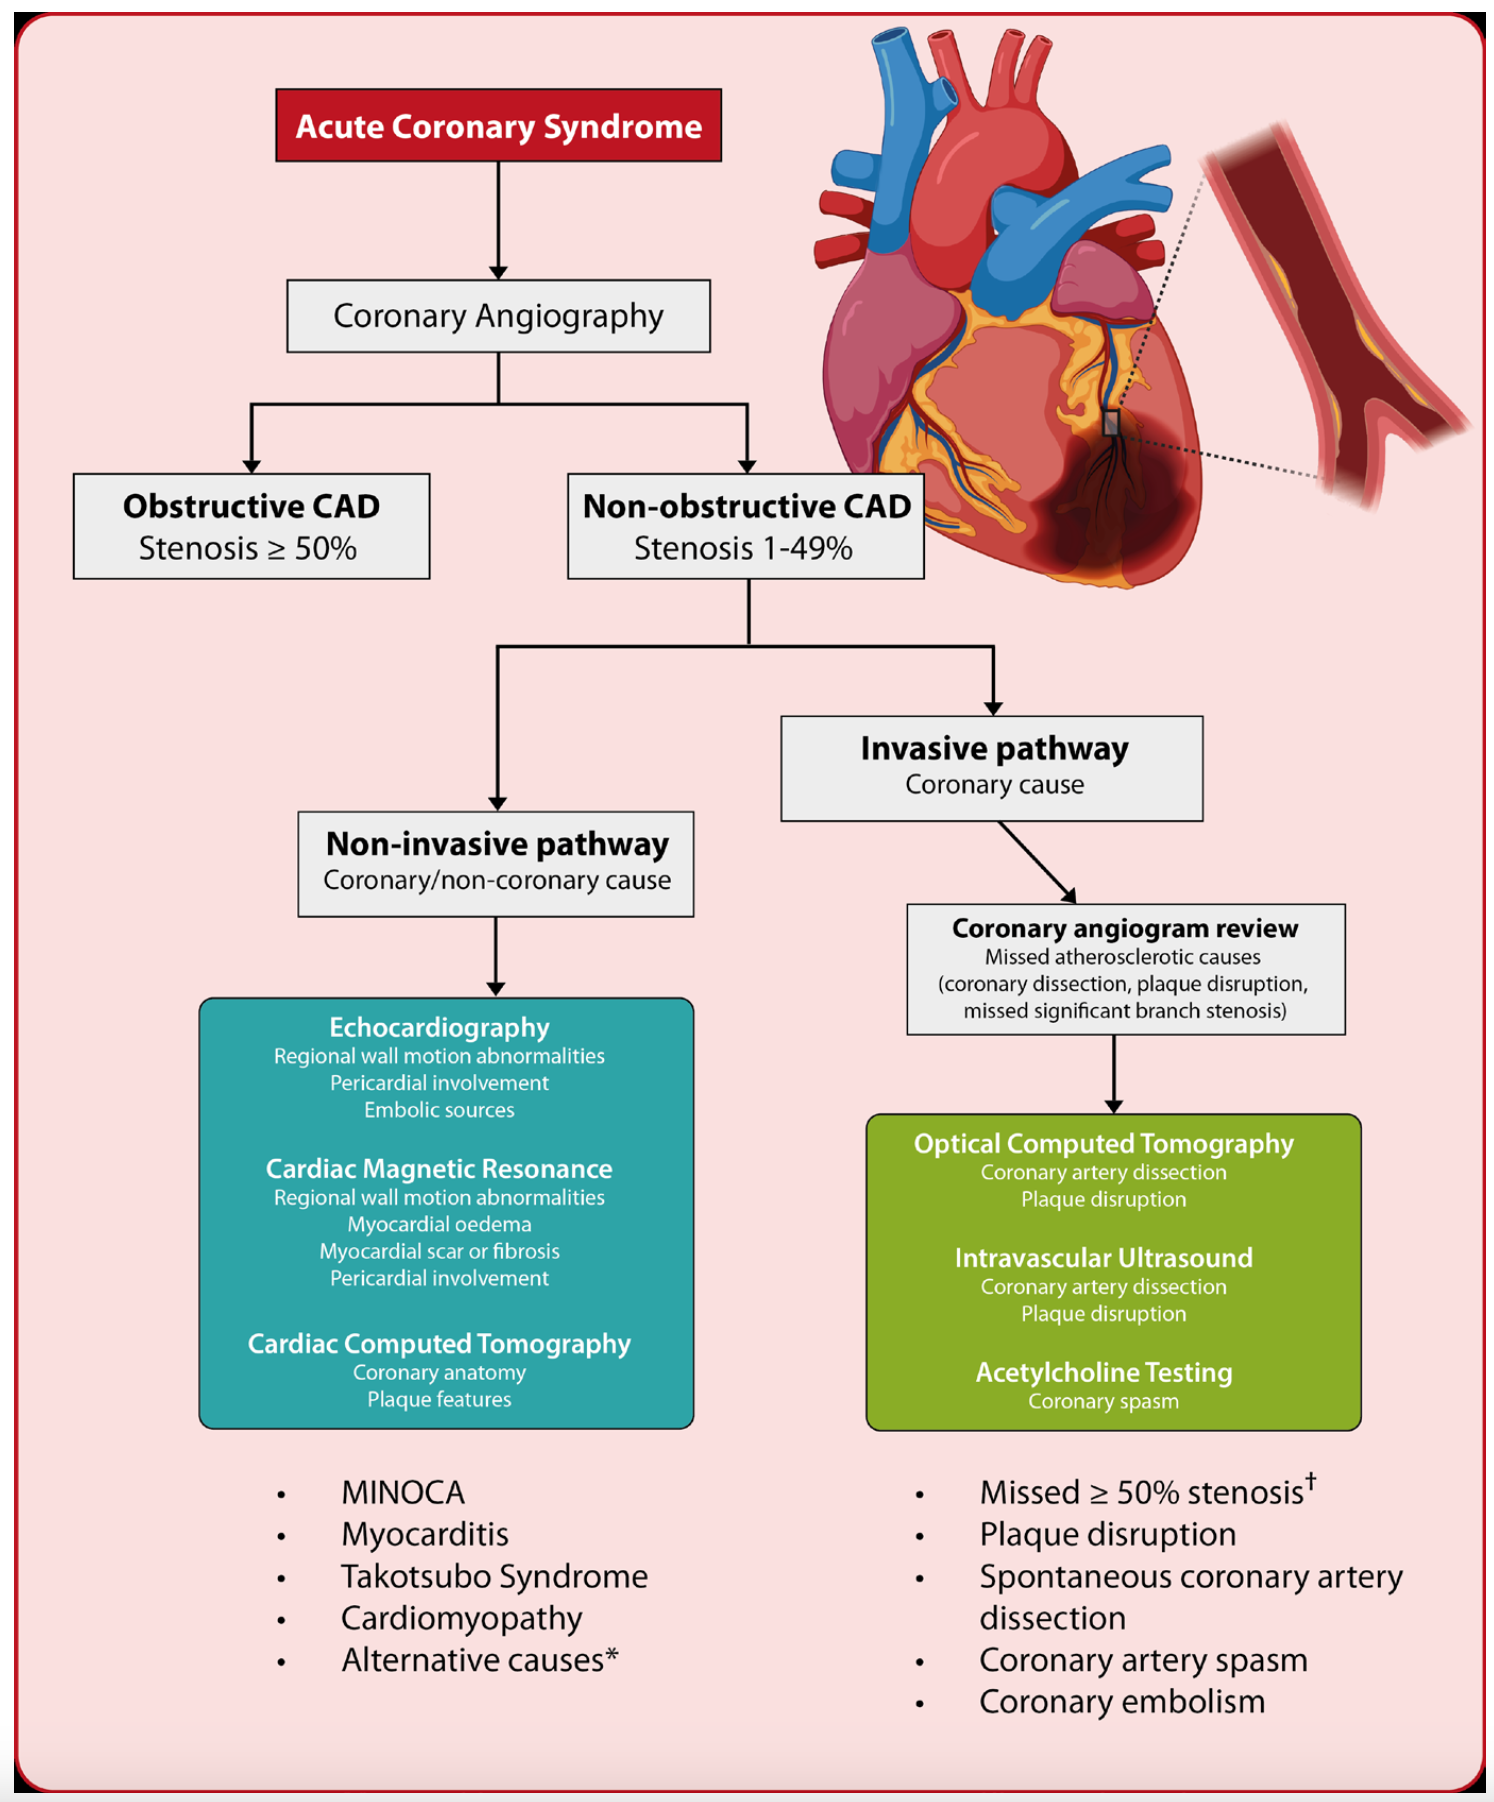 Acute Coronary Syndrome
Coronary Angiography
Obstructive CAD
Stenosis ≥ 50%
Non-obstructive CAD
Stenosis 1-49%
Invasive pathway
Coronary cause
Non-invasive pathway
Coronary/non-coronary cause
Coronary angiogram review
Missed atherosclerotic causes
(coronary dissection, plaque disruption,
missed significant branch stenosis)
Echocardiography
Regional wall motion abnormalities
Pericardial involvement
Embolic sources
Cardiac Magnetic Resonance
Regional wall motion abnormalities
Myocardial oedema
Myocardial scar or fibrosis
Pericardial involvement
Cardiac Computed Tomography
Coronary anatomy
Plaque features
Optical Computed Tomography
Coronary artery dissection
Plaque disruption
Intravascular Ultrasound
Coronary artery dissection
Plaque disruption
Acetylcholine Testing
Coronary spasm
• MINOCA
• Myocarditis
• Takotsubo Syndrome
• Cardiomyopathy
• Alternative causes*
• Missed ≥ 50% stenosis†
• Plaque disruption
• Spontaneous coronary artery
dissection
• Coronary artery spasm
• Coronary embolism